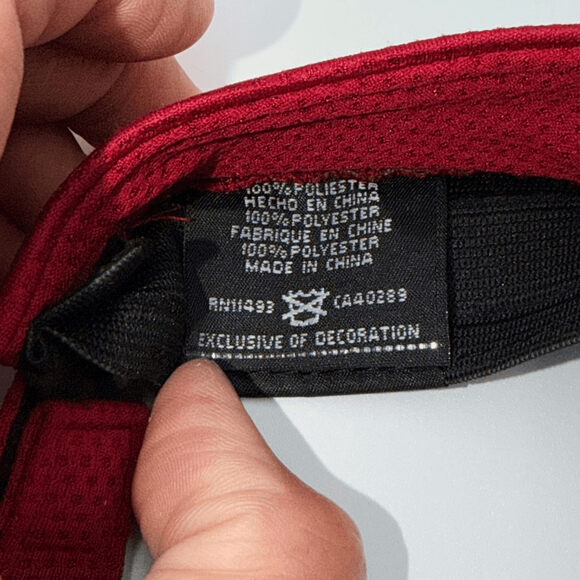 100% POLIESTER
HECHO EN CHINA
100% POLYESTER
FABRIQUE EN CHINE
100% POLYESTER
MADE IN CHINA
RN11493 CA40289
EXCLUSIVE OF DECORATION